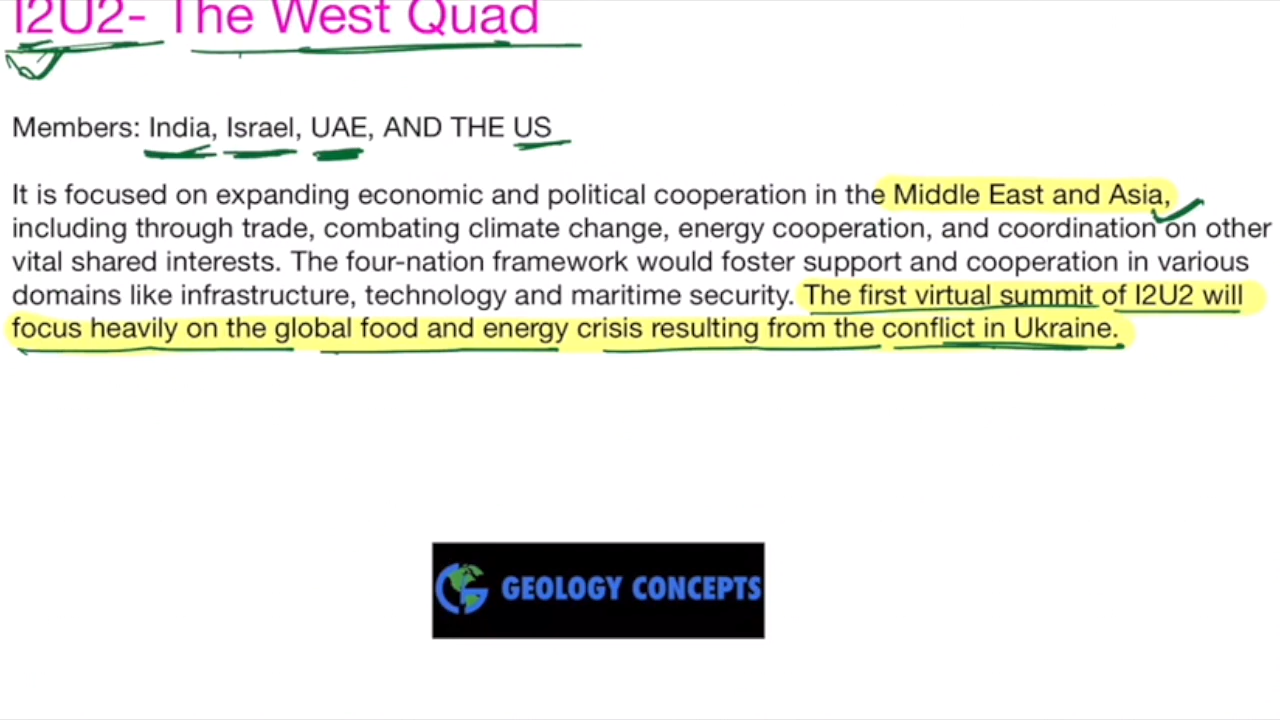 I2U2- The West Quad
Members: India, Israel, UAE, AND THE US
It is focused on expanding economic and political cooperation in the Middle East and Asia,
including through trade, combating climate change, energy cooperation, and coordination on other
vital shared interests. The four-nation framework would foster support and cooperation in various
domains like infrastructure, technology and maritime security. The first virtual summit of I2U2 will
focus heavily on the global food and energy crisis resulting from the conflict in Ukraine.
GEOLOGY CONCEPTS